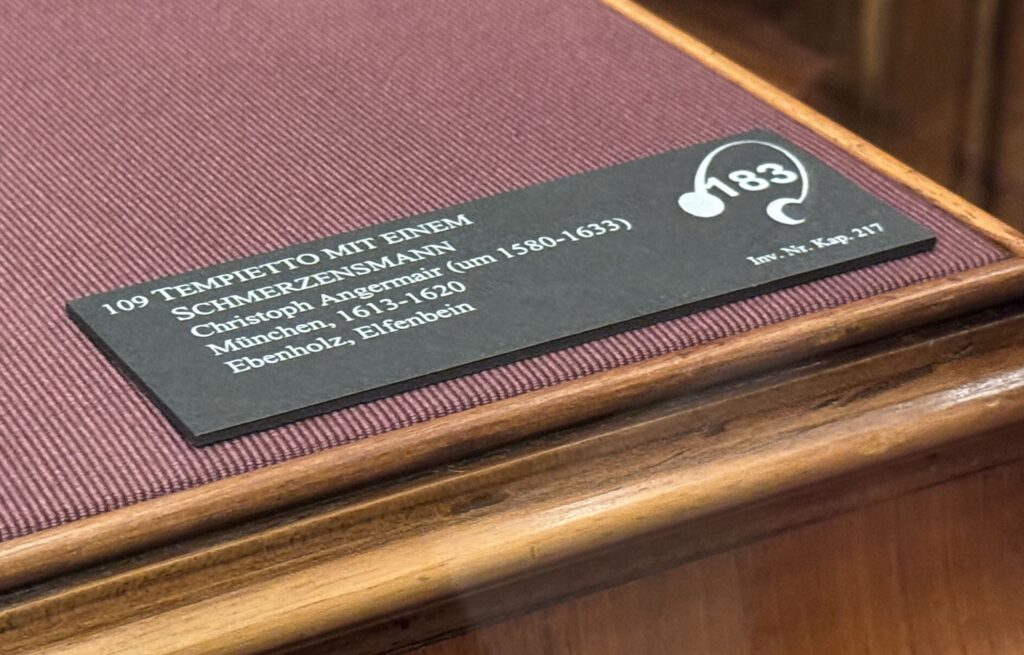 109 TEMPIETTO MIT EINEM
SCHMERZENSMANN
Christoph Angermair (um 1580-1633)
München, 1613-1620
Ebenholz, Elfenbein
183
Inv. Nr. Kap. 217